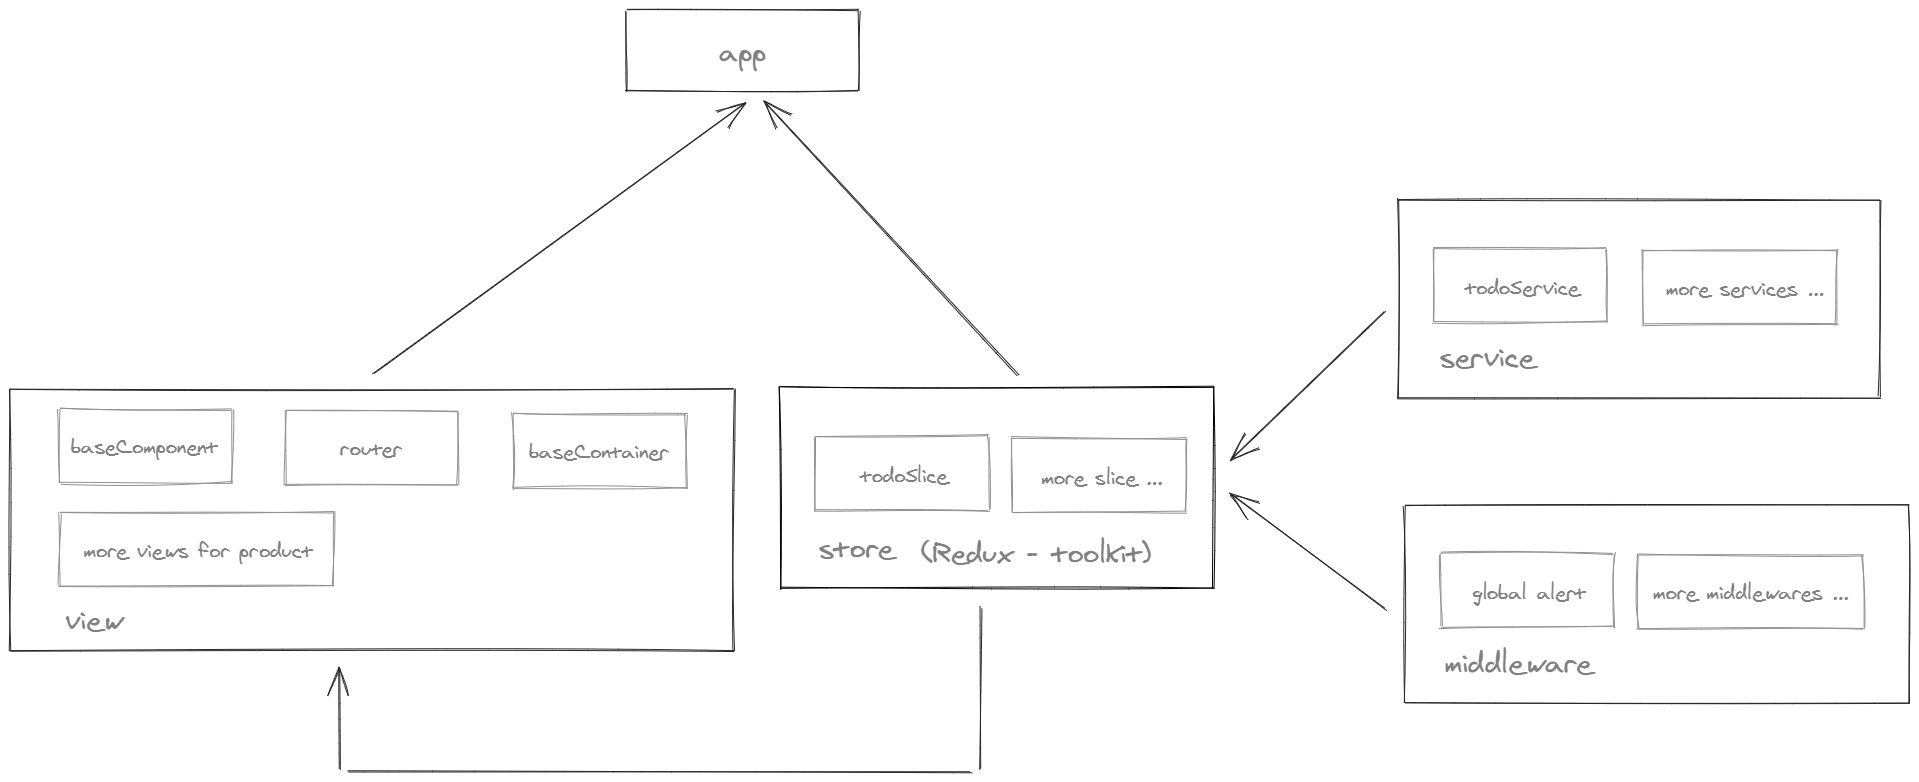 app
todoService
more services ...
service
baseComponent
router
baseContainer
more views for product
view
todoSlice
more slice ...
store (Redux - toolkit)
global alert
more middlewares ...
middleware